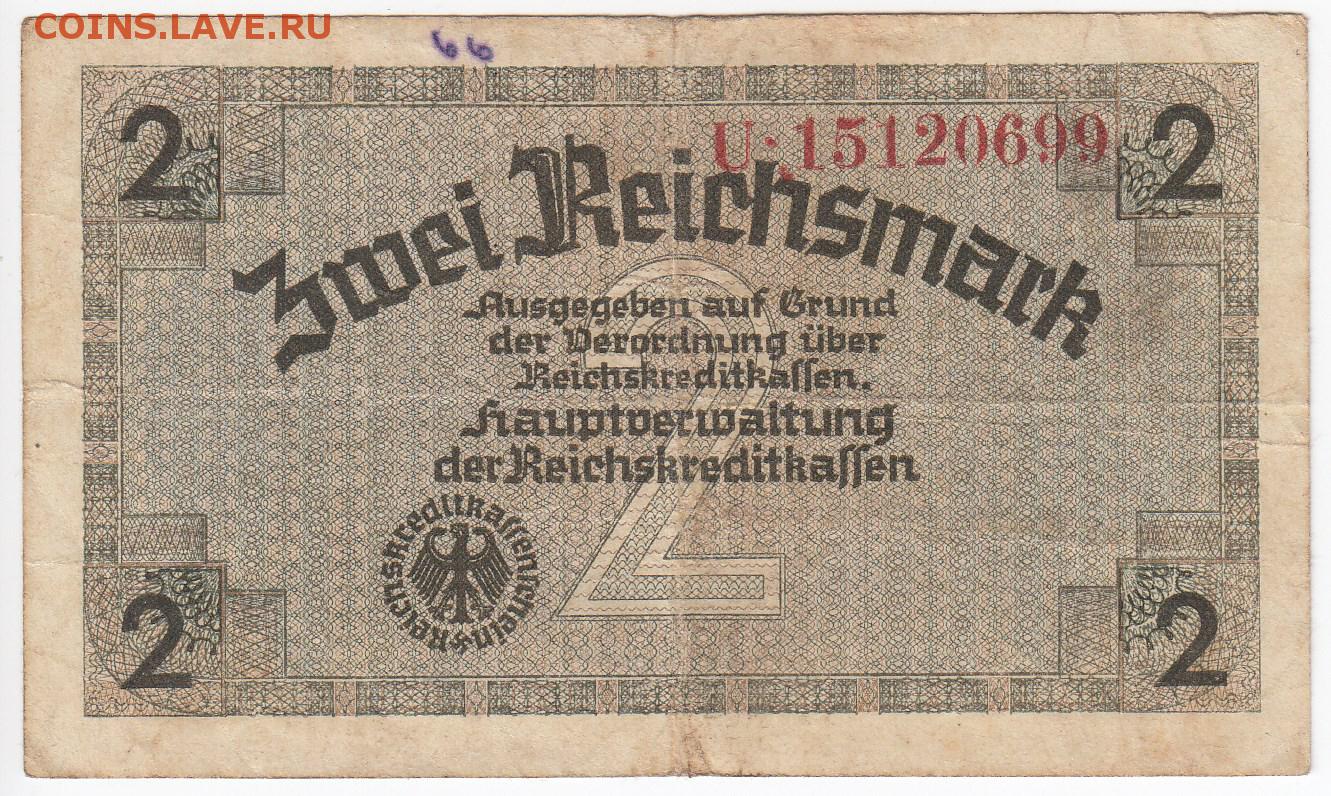 COINS.LAVE.RU
66
2
U·15120699
2
Zwei Reichsmark
Ausgegeben auf Grund
der Verordnung über
Reichskreditkaſſen.
Hauptverwaltung
der Reichskreditkaſſen
2
Reichskreditkaſſenſcheins
2
2